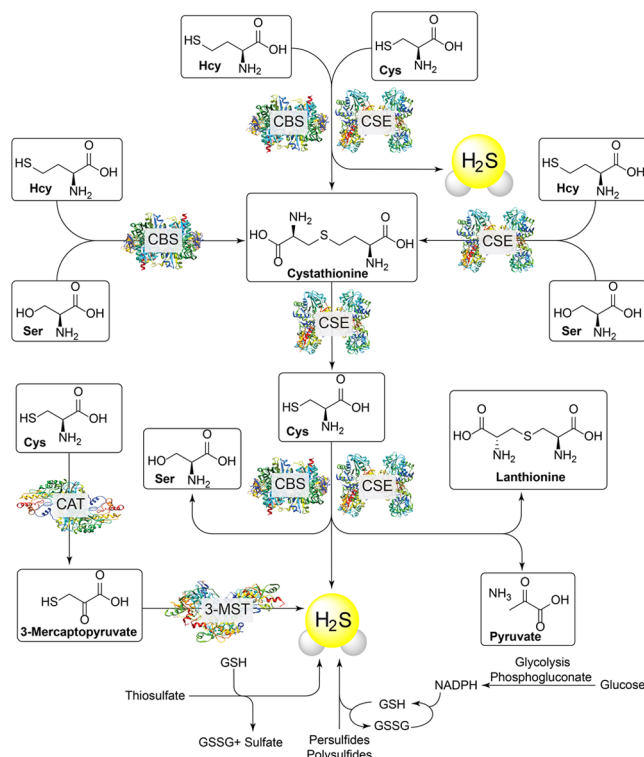 O
HS
OH
NH₂
Hcy
O
HS
OH
NH₂
Cys
CBS
CSE
H₂S
O
HS
OH
NH₂
Hcy
O
HS
OH
NH₂
Hcy
CBS
NH₂
HO
S
OH
O
O
NH₂
Cystathionine
CSE
O
HO
OH
NH₂
Ser
O
HO
OH
NH₂
Ser
CSE
O
HS
OH
NH₂
Cys
O
HS
OH
NH₂
Cys
O
HO
OH
NH₂
Ser
CBS
CSE
O
O
HO
S
OH
NH₂
NH₂
Lanthionine
CAT
O
HS
OH
O
3-Mercaptopyruvate
3-MST
H₂S
NH₃
O
OH
O
Pyruvate
GSH
Thiosulfate
GSSG+ Sulfate
Persulfides
Polysulfides
GSH
GSSG
NADPH
Glycolysis
Phosphogluconate
Glucose